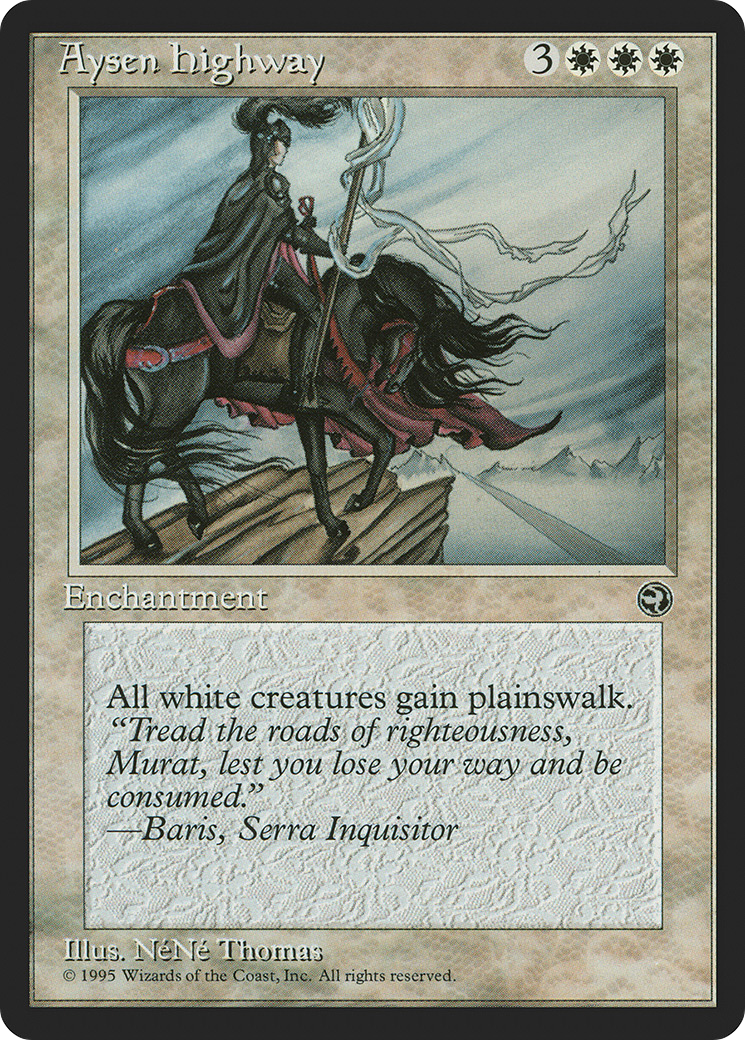 Aysen Highway
3
Enchantment
All white creatures gain plainswalk.
“Tread the roads of righteousness,
Murat, lest you lose your way and be
consumed.”
—Baris, Serra Inquisitor
Illus. NéNé Thomas
© 1995 Wizards of the Coast, Inc. All rights reserved.